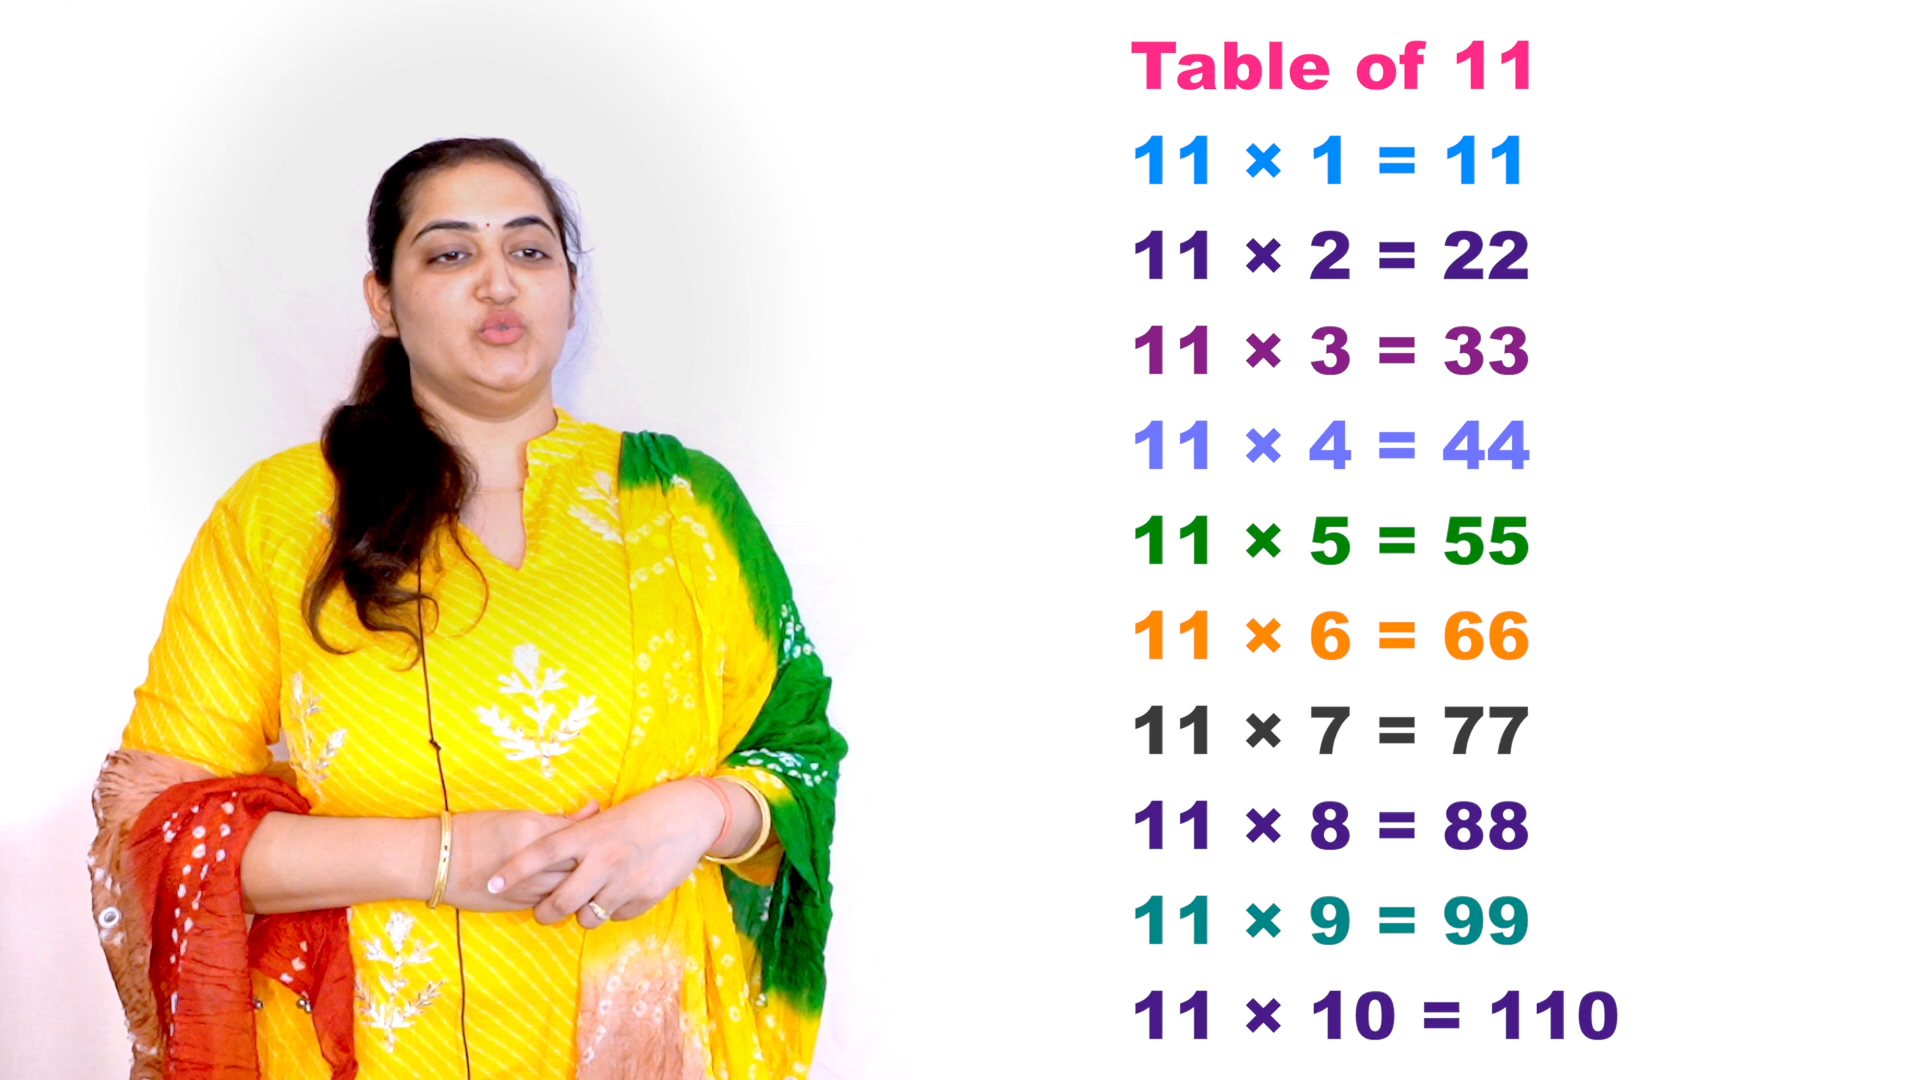 Table of 11
11 × 1 = 11
11 × 2 = 22
11 × 3 = 33
11 × 4 = 44
11 × 5 = 55
11 × 6 = 66
11 × 7 = 77
11 × 8 = 88
11 × 9 = 99
11 × 10 = 110